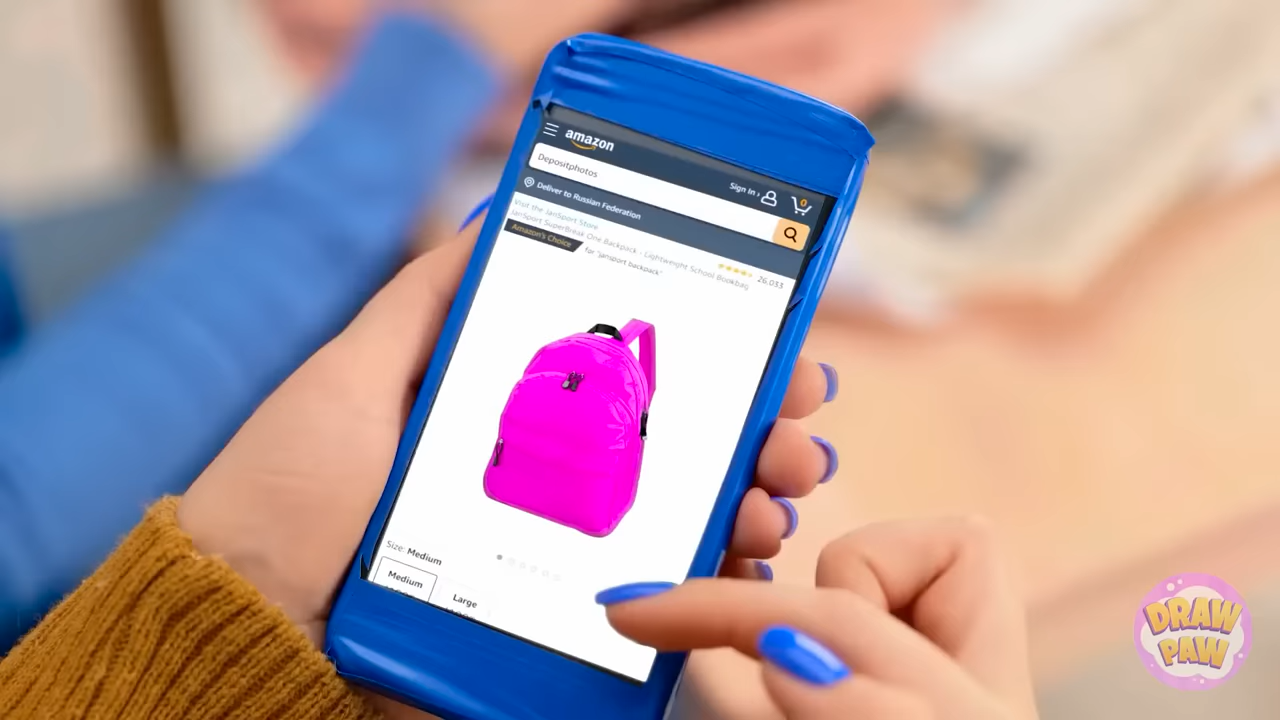 amazon
Sign in ›
0
Depositphotos
Deliver to Russian Federation
Visit the JanSport Store
JanSport SuperBreak One Backpack - Lightweight School Bookbag
26,033
Amazon's Choice
for "jansport backpack"
Size: Medium
Medium
Large
DRAW
PAW